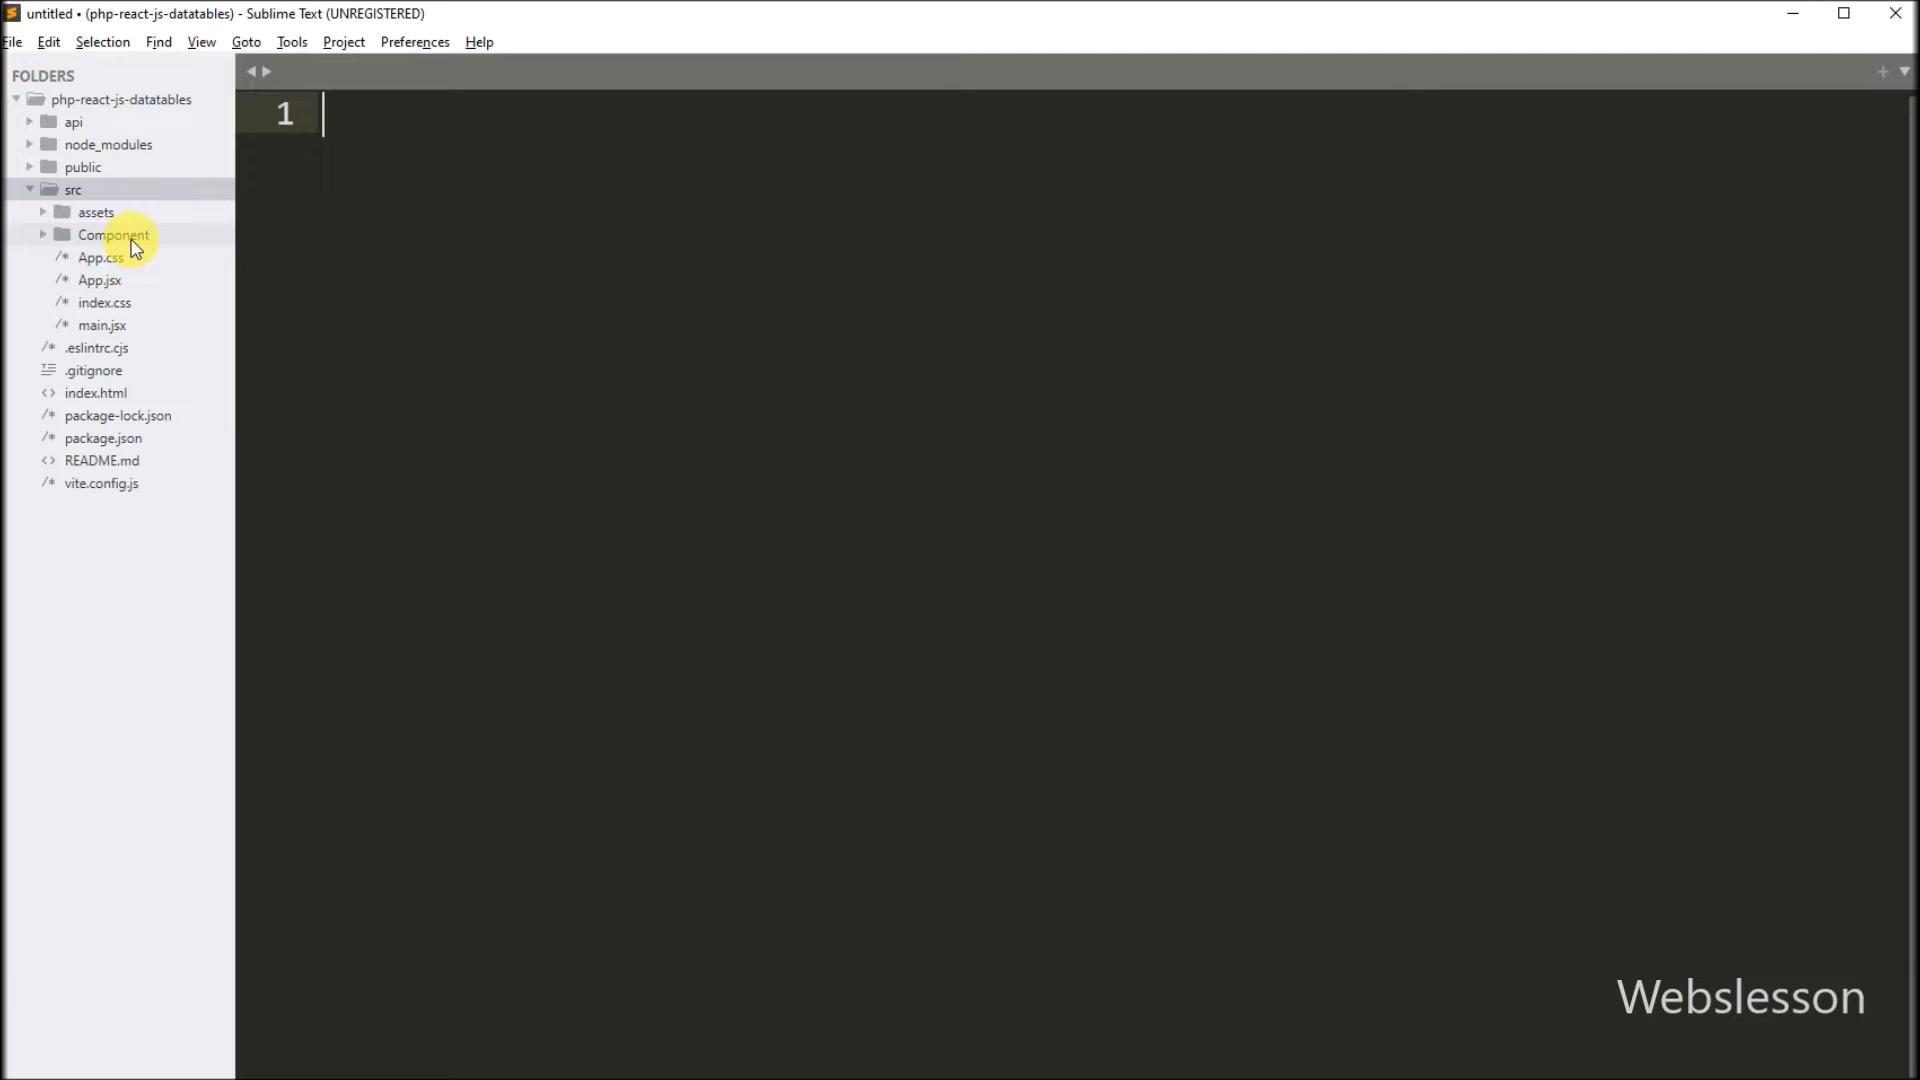 untitled • (php-react-js-datatables) - Sublime Text (UNREGISTERED)
File Edit Selection Find View Goto Tools Project Preferences Help
FOLDERS
php-react-js-datatables
api
node_modules
public
src
assets
Component
/* App.css
/* App.jsx
/* index.css
/* main.jsx
/* .eslintrc.cjs
.gitignore
<> index.html
/* package-lock.json
/* package.json
<> README.md
/* vite.config.js
1
Webslesson